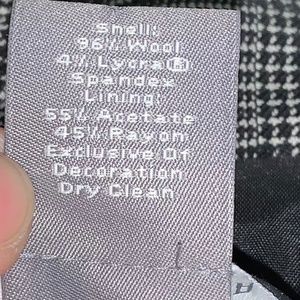 Shell:
96% Wool
4% Lycra®
Spandex
Lining:
55% Acetate
45% Rayon
Exclusive Of
Decoration
Dry Clean